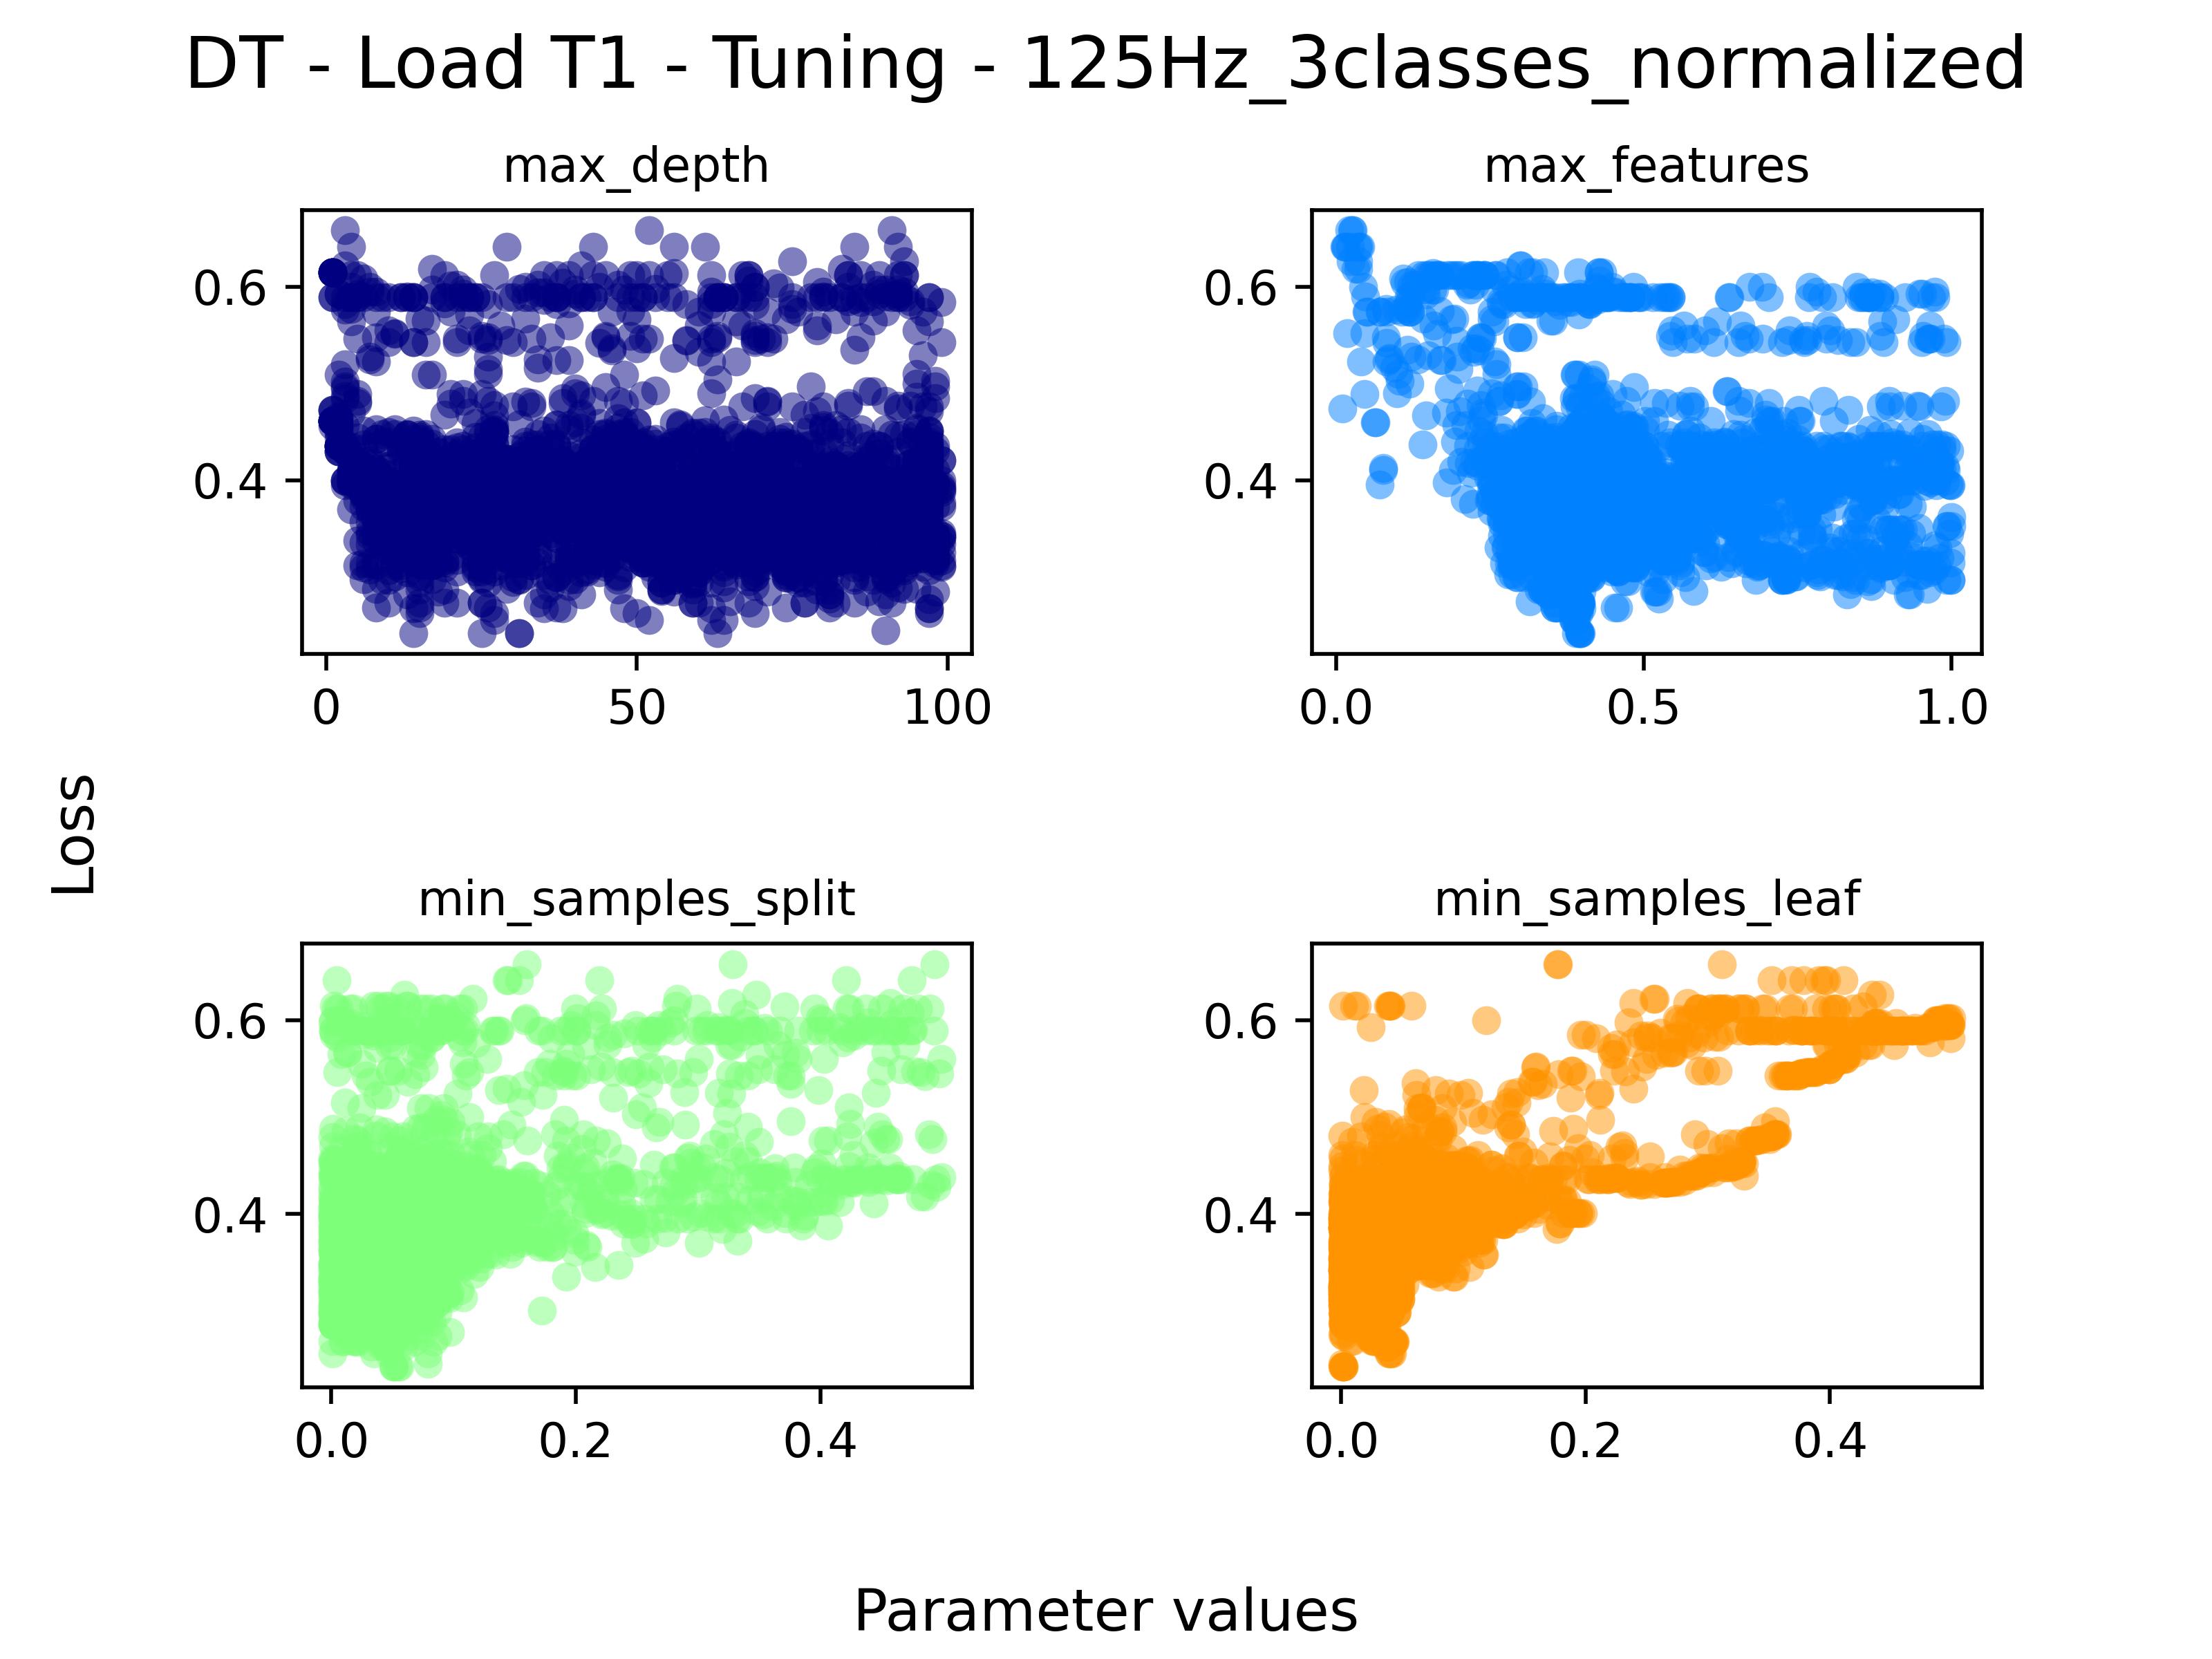 DT - Load T1 - Tuning - 125Hz_3classes_normalized
max_depth
max_features
0.6
0.4
0 50 100
0.6
0.4
0.0 0.5 1.0
Loss
min_samples_split
min_samples_leaf
0.6
0.4
0.0 0.2 0.4
0.6
0.4
0.0 0.2 0.4
Parameter values